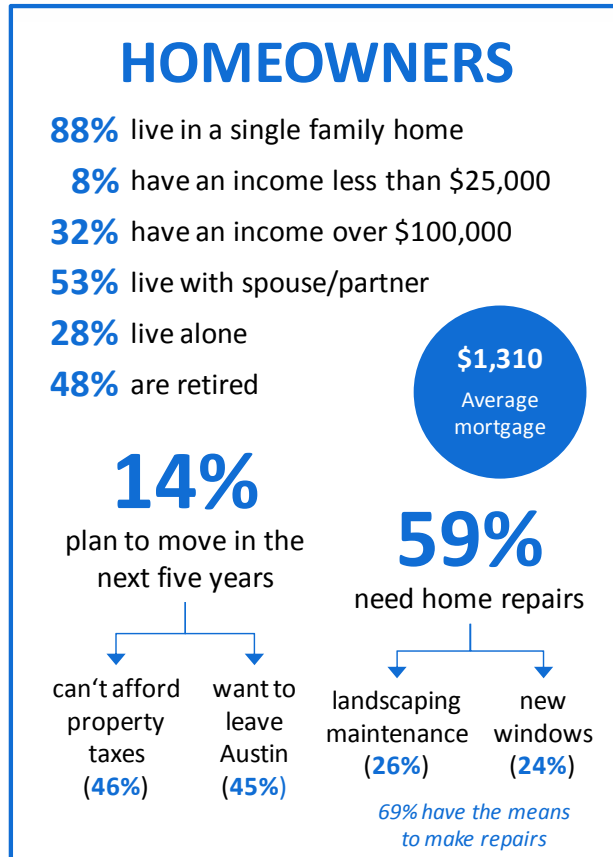 HOMEOWNERS
88% live in a single family home
8% have an income less than $25,000
32% have an income over $100,000
53% live with spouse/partner
28% live alone
48% are retired
$1,310
Average
mortgage
14%
plan to move in the
next five years
can‘t afford
property
taxes
(46%)
want to
leave
Austin
(45%)
59%
need home repairs
landscaping
maintenance
(26%)
new
windows
(24%)
69% have the means
to make repairs